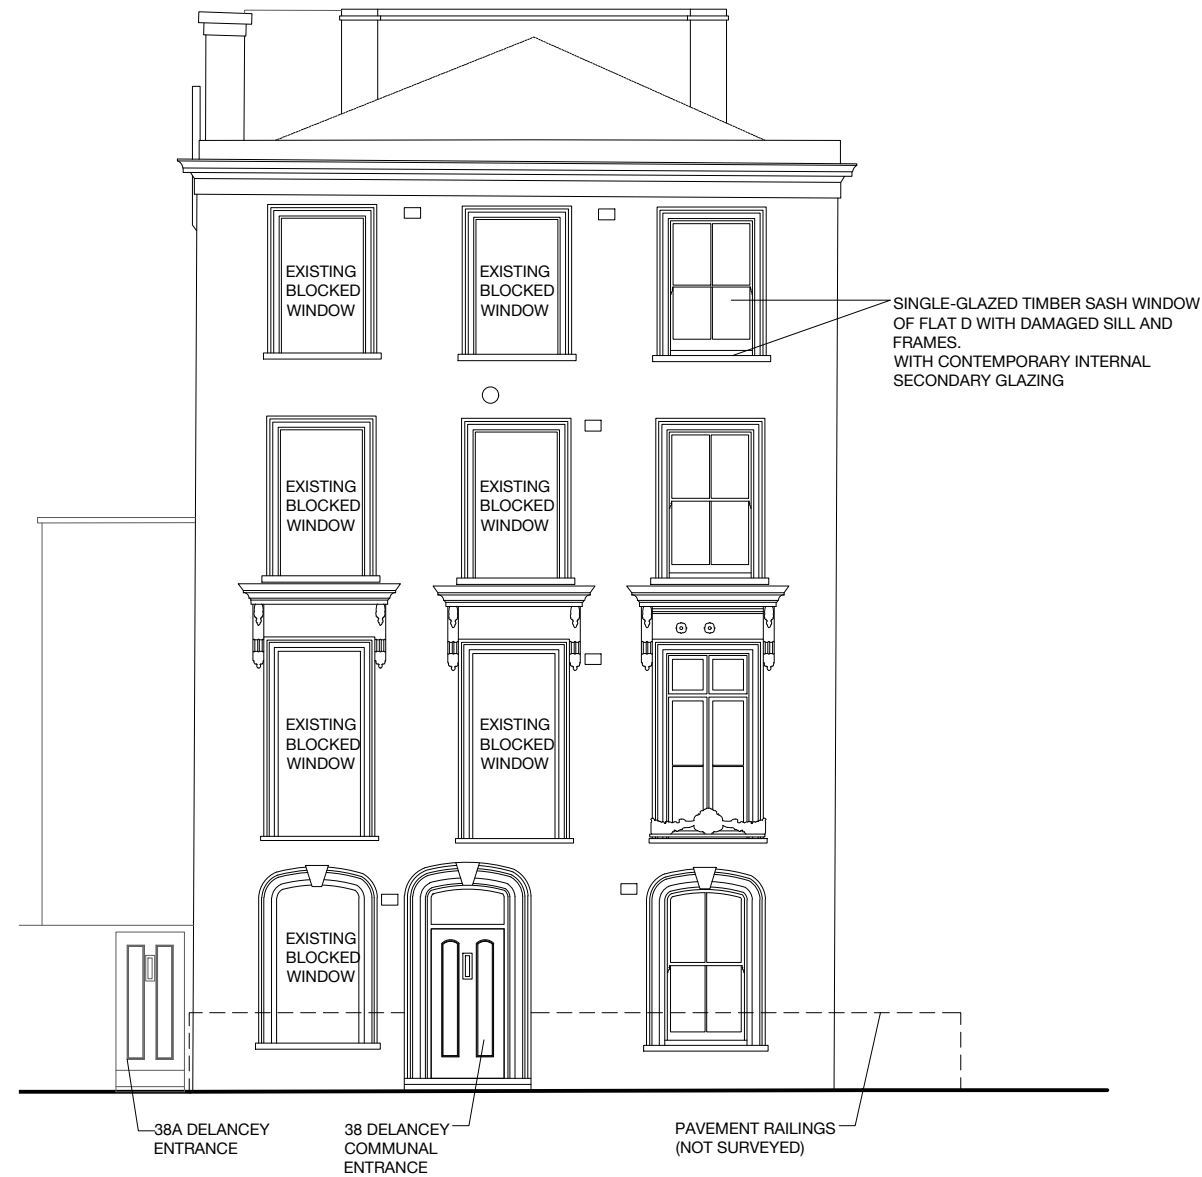 EXISTING
BLOCKED
WINDOW
EXISTING
BLOCKED
WINDOW
SINGLE-GLAZED TIMBER SASH WINDOW
OF FLAT D WITH DAMAGED SILL AND
FRAMES.
WITH CONTEMPORARY INTERNAL
SECONDARY GLAZING
EXISTING
BLOCKED
WINDOW
EXISTING
BLOCKED
WINDOW
EXISTING
BLOCKED
WINDOW
EXISTING
BLOCKED
WINDOW
EXISTING
BLOCKED
WINDOW
38A DELANCEY
ENTRANCE
38 DELANCEY
COMMUNAL
ENTRANCE
PAVEMENT RAILINGS
(NOT SURVEYED)